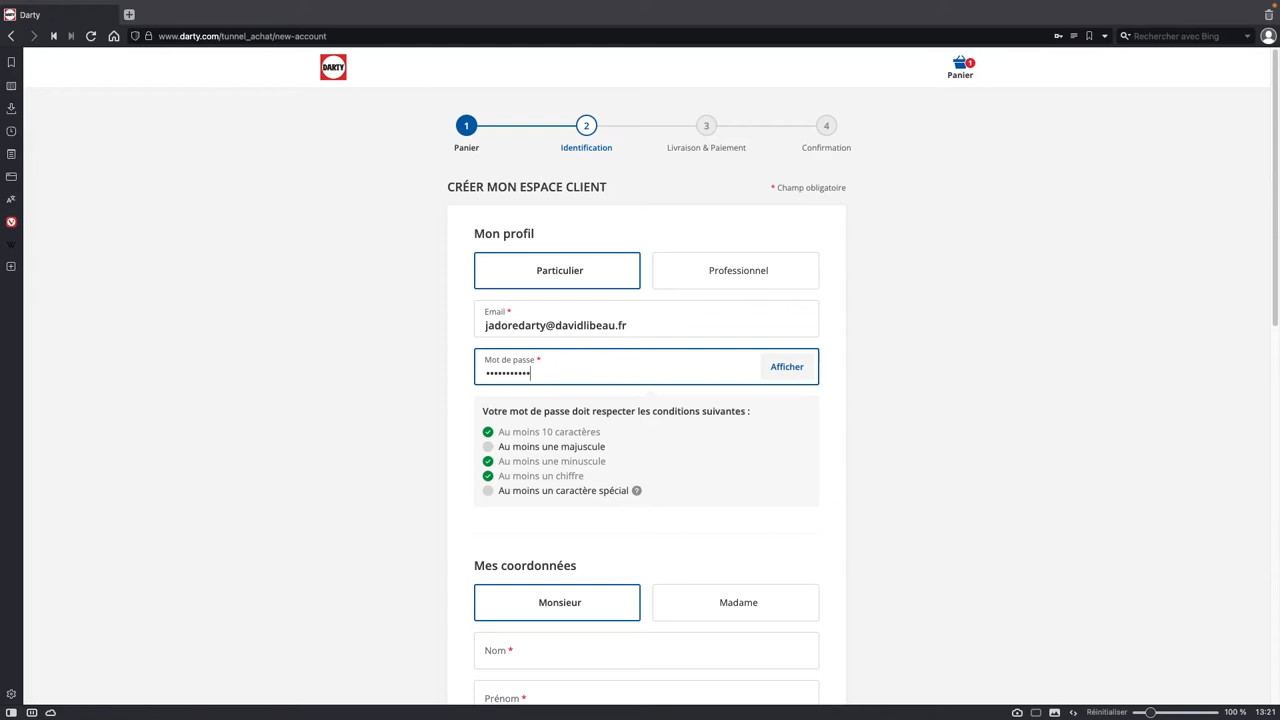 Darty
www.darty.com/tunnel_achat/new-account
Rechercher avec Bing
DARTY
1
Panier
1
2
3
4
Panier
Identification
Livraison & Paiement
Confirmation
CRÉER MON ESPACE CLIENT
* Champ obligatoire
Mon profil
Particulier
Professionnel
Email *
jadoredarty@davidlibeau.fr
Mot de passe *
•••••••••••
Afficher
Votre mot de passe doit respecter les conditions suivantes :
Au moins 10 caractères
Au moins une majuscule
Au moins une minuscule
Au moins un chiffre
Au moins un caractère spécial ?
Mes coordonnées
Monsieur
Madame
Nom *
Prénom *
Réinitialiser
100 %
13:21